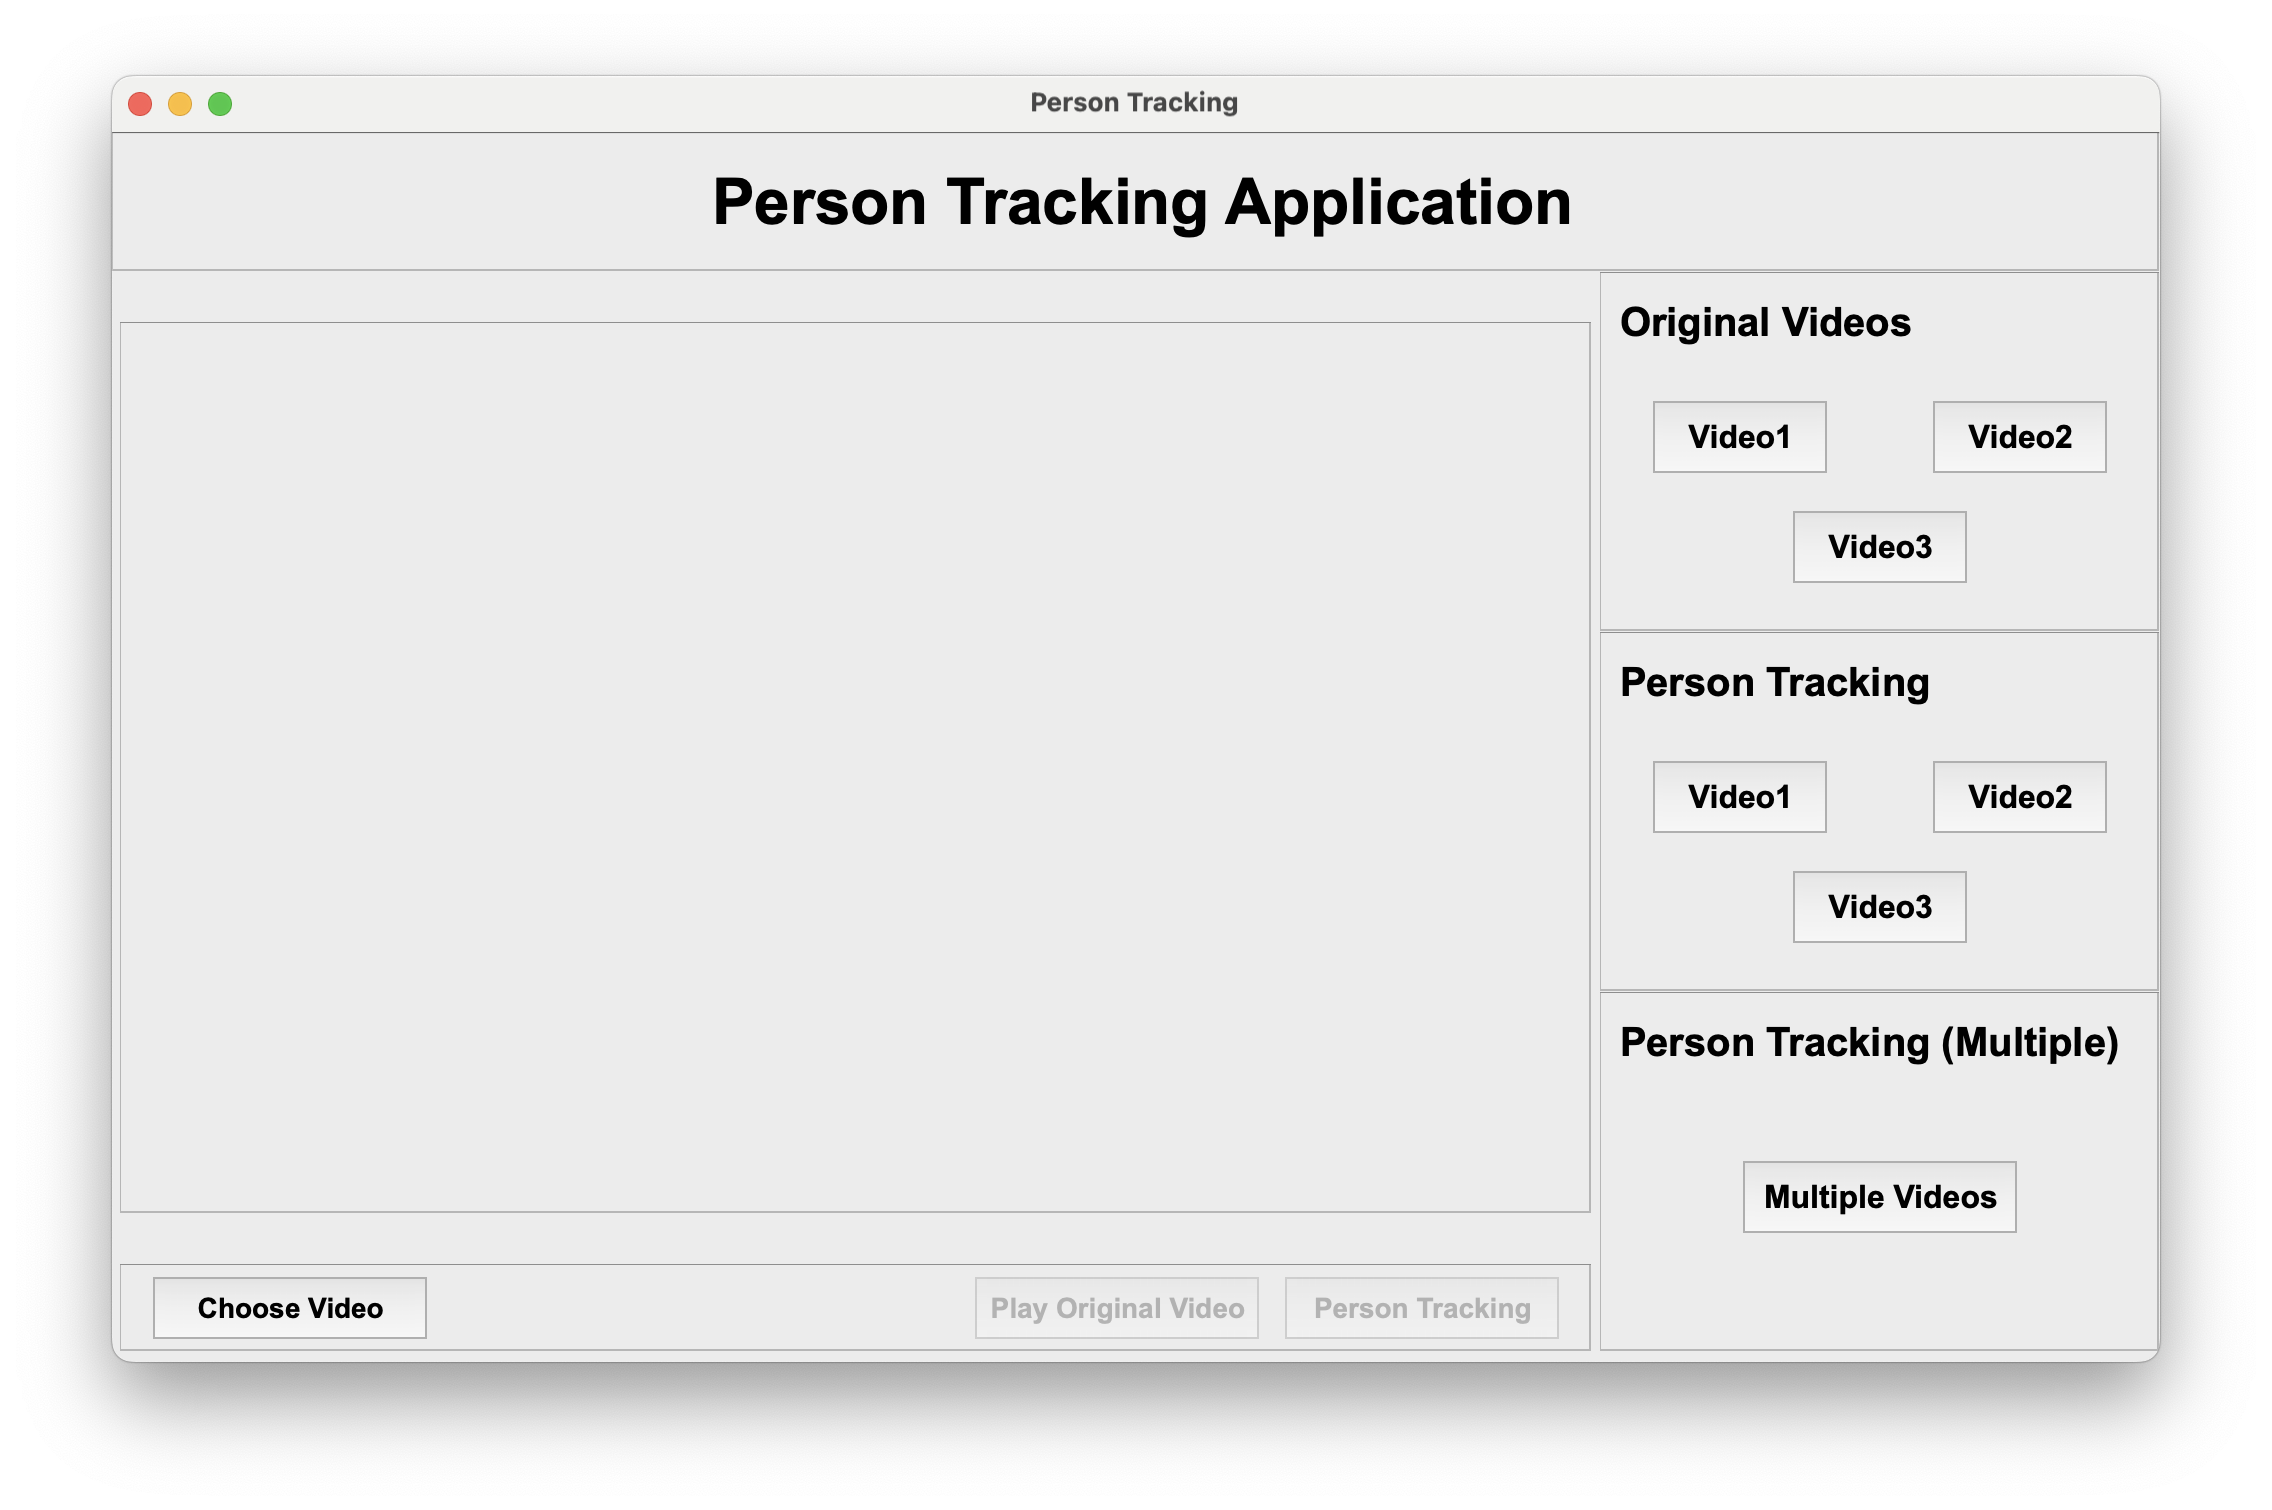 Person Tracking
Person Tracking Application
Original Videos
Video1 Video2
Video3
Person Tracking
Video1 Video2
Video3
Person Tracking (Multiple)
Multiple Videos
Choose Video Play Original Video Person Tracking